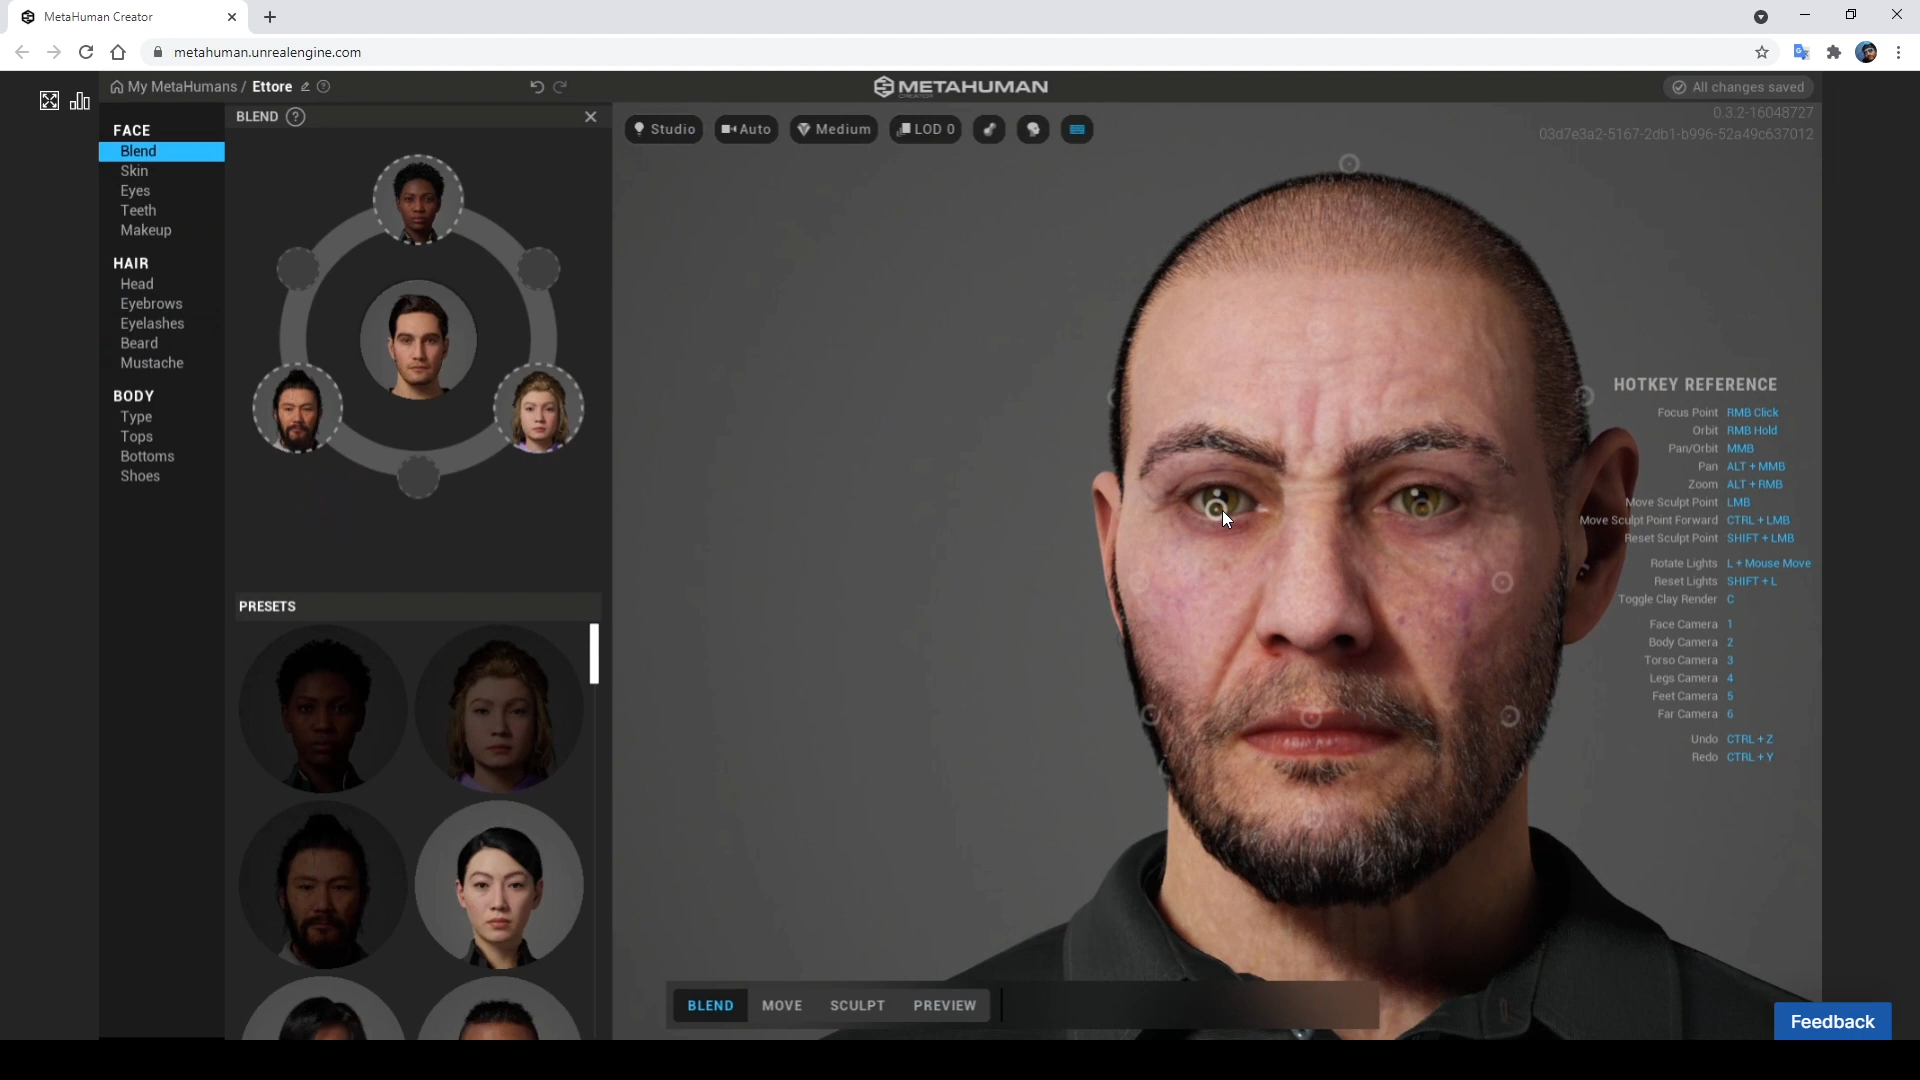 MetaHuman Creator
metahuman.unrealengine.com
My MetaHumans / Ettore
METAHUMAN
CREATOR
All changes saved
0.3.2-16048727
03d7e3a2-5167-2db1-b996-52a49c637012
FACE
Blend
Skin
Eyes
Teeth
Makeup
HAIR
Head
Eyebrows
Eyelashes
Beard
Mustache
BODY
Type
Tops
Bottoms
Shoes
BLEND ?
PRESETS
Studio
Auto
Medium
LOD 0
HOTKEY REFERENCE
Focus Point RMB Click
Orbit RMB Hold
Pan/Orbit MMB
Pan ALT + MMB
Zoom ALT + RMB
Move Sculpt Point LMB
Move Sculpt Point Forward CTRL + LMB
Reset Sculpt Point SHIFT + LMB
Rotate Lights L + Mouse Move
Reset Lights SHIFT + L
Toggle Clay Render C
Face Camera 1
Body Camera 2
Torso Camera 3
Legs Camera 4
Feet Camera 5
Far Camera 6
Undo CTRL + Z
Redo CTRL + Y
BLEND MOVE SCULPT PREVIEW
Feedback